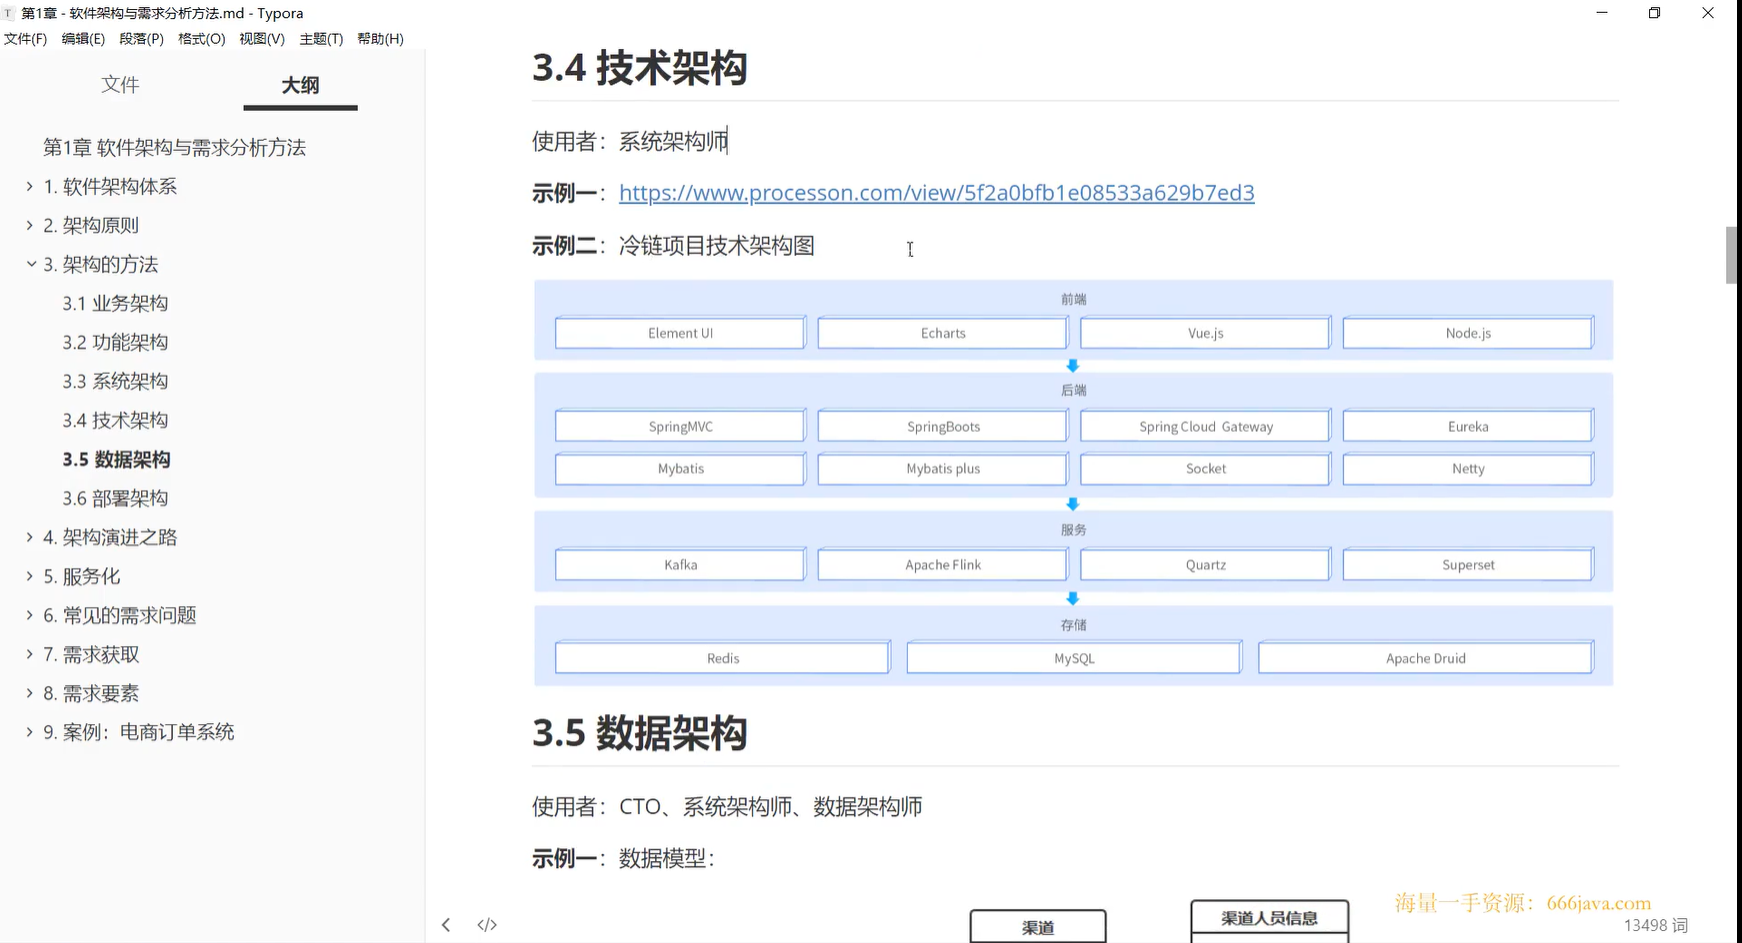 第1章 - 软件架构与需求分析方法.md - Typora
文件(F) 编辑(E) 段落(P) 格式(O) 视图(V) 主题(T) 帮助(H)
文件 大纲
第1章 软件架构与需求分析方法
1. 软件架构体系
2. 架构原则
3. 架构的方法
3.1 业务架构
3.2 功能架构
3.3 系统架构
3.4 技术架构
3.5 数据架构
3.6 部署架构
4. 架构演进之路
5. 服务化
6. 常见的需求问题
7. 需求获取
8. 需求要素
9. 案例：电商订单系统
3.4 技术架构
使用者：系统架构师
示例一：https://www.processon.com/view/5f2a0bfb1e08533a629b7ed3
示例二：冷链项目技术架构图
前端
Element UI Echarts Vue.js Node.js
后端
SpringMVC SpringBoots Spring Cloud Gateway Eureka
Mybatis Mybatis plus Socket Netty
服务
Kafka Apache Flink Quartz Superset
存储
Redis MySQL Apache Druid
3.5 数据架构
使用者：CTO、系统架构师、数据架构师
示例一：数据模型：
渠道 渠道人员信息
海量一手资源：666java.com
13498 词